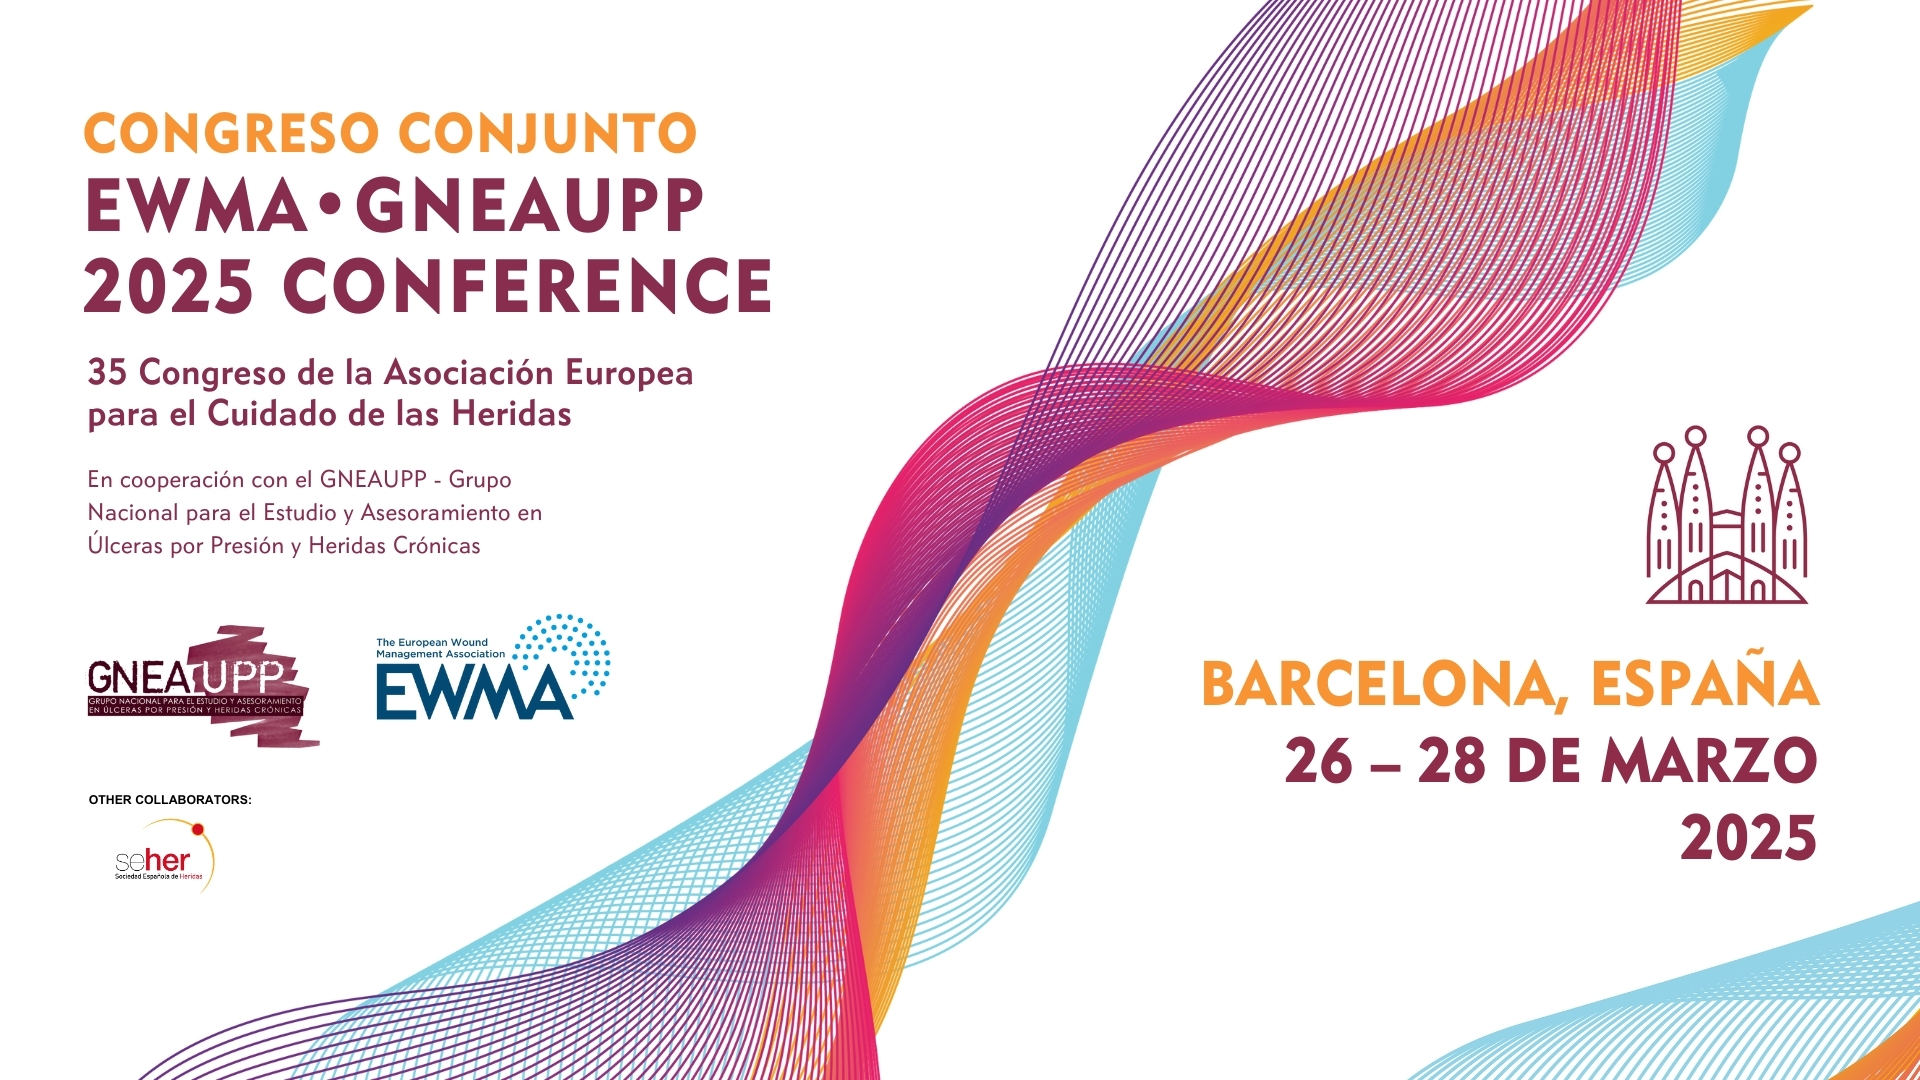 CONGRESO CONJUNTO
EWMA•GNEAUPP
2025 CONFERENCE
35 Congreso de la Asociación Europea
para el Cuidado de las Heridas
En cooperación con el GNEAUPP - Grupo
Nacional para el Estudio y Asesoramiento en
Úlceras por Presión y Heridas Crónicas
GNEAUPP
GRUPO NACIONAL PARA EL ESTUDIO Y ASESORAMIENTO
EN ÚLCERAS POR PRESIÓN Y HERIDAS CRÓNICAS
The European Wound
Management Association
EWMA
OTHER COLLABORATORS:
seher
Sociedad Española de Heridas
BARCELONA, ESPAÑA
26 – 28 DE MARZO
2025